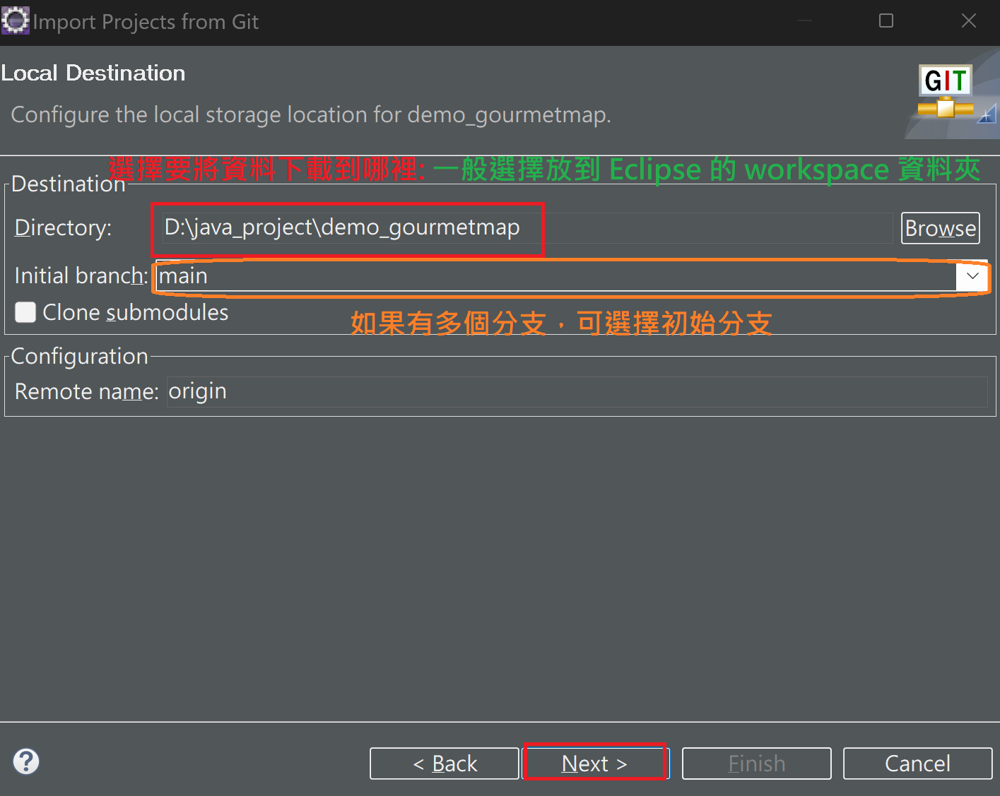 Import Projects from Git
Local Destination
GIT
Configure the local storage location for demo_gourmetmap.
選擇要將資料下載到哪裡: 一般選擇放到 Eclipse 的 workspace 資料夾
Destination
Directory: D:\java_project\demo_gourmetmap Browse
Initial branch: main
Clone submodules
如果有多個分支，可選擇初始分支
Configuration
Remote name: origin
? < Back Next > Finish Cancel